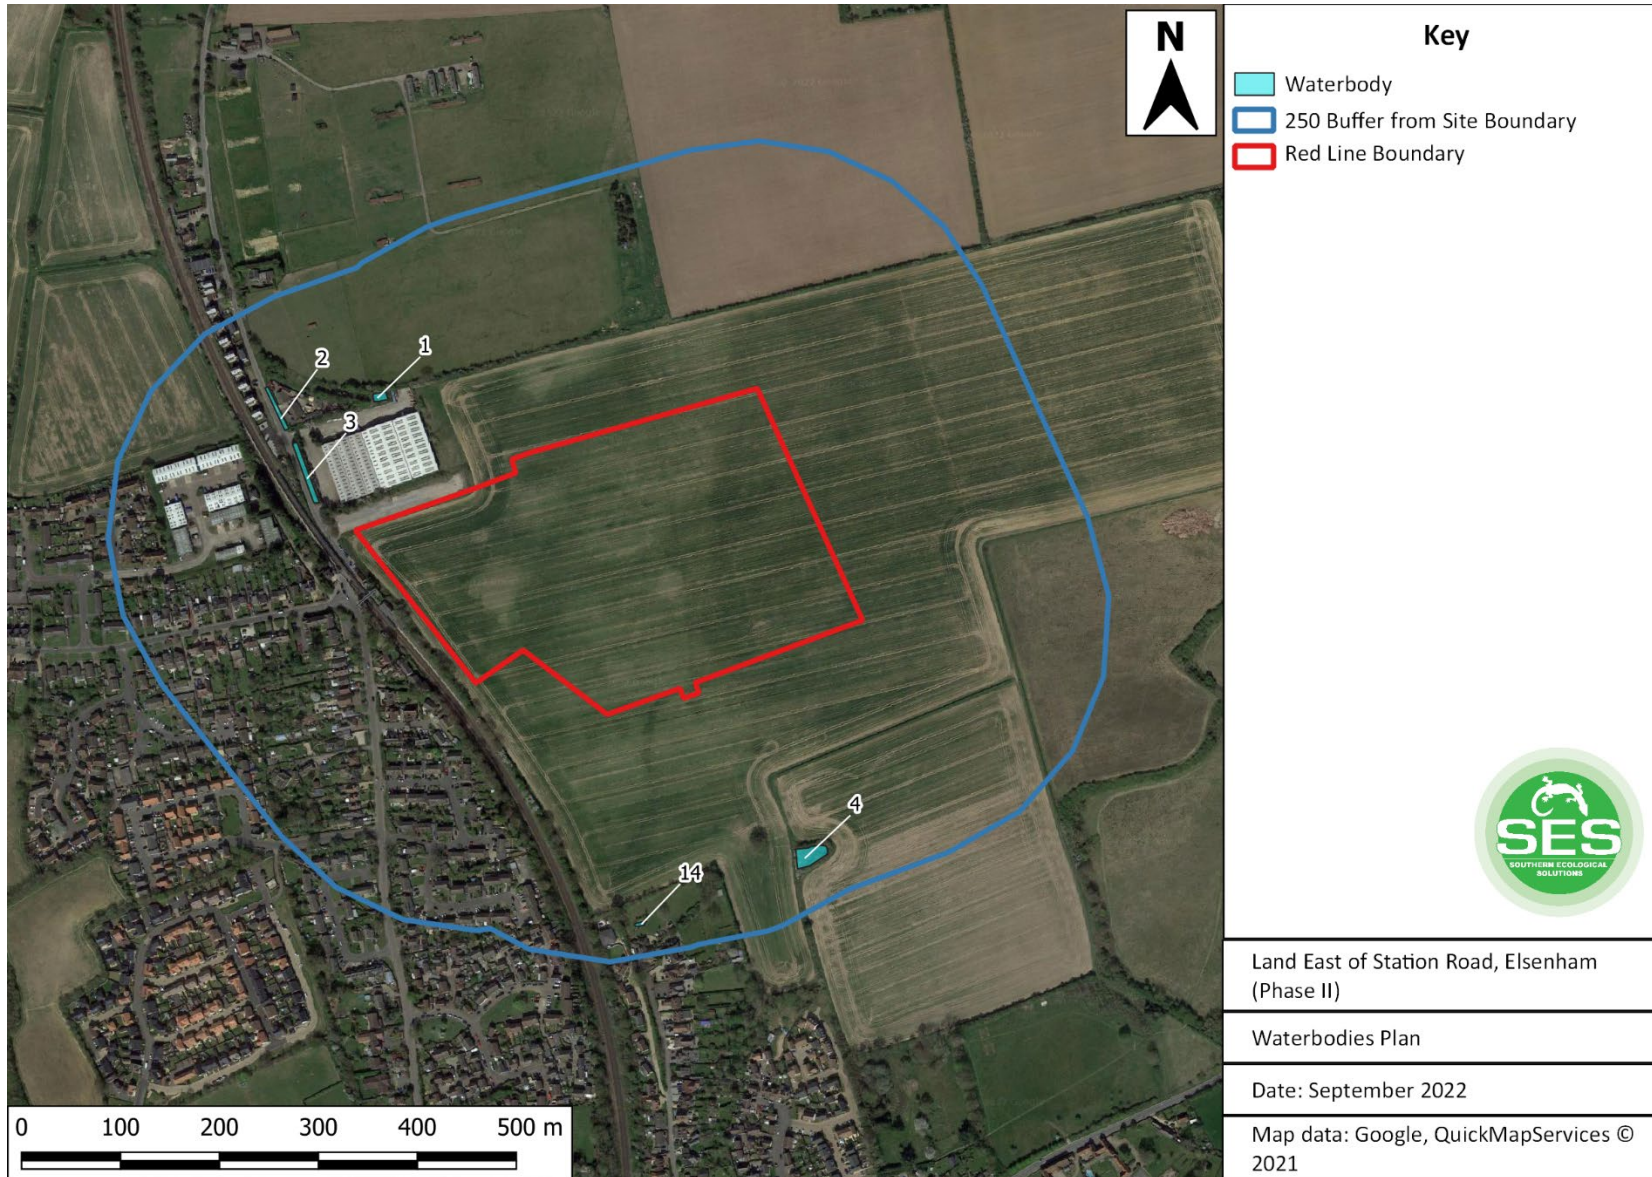 N
1
2
3
4
14
0 100 200 300 400 500 m
Key
Waterbody
250 Buffer from Site Boundary
Red Line Boundary
SES
SOUTHERN ECOLOGICAL
SOLUTIONS
Land East of Station Road, Elsenham
(Phase II)
Waterbodies Plan
Date: September 2022
Map data: Google, QuickMapServices ©
2021